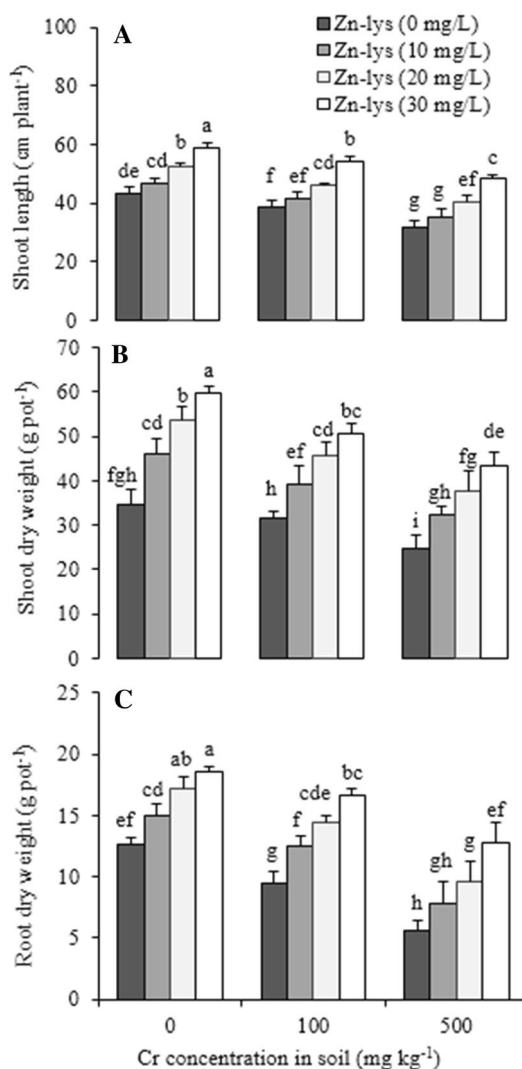 A
Zn-lys (0 mg/L)
Zn-lys (10 mg/L)
Zn-lys (20 mg/L)
Zn-lys (30 mg/L)
Shoot length (cm plant⁻¹)
100
80
60
40
20
0
de cd b a
f ef cd b
g g ef c
B
Shoot dry weight (g pot⁻¹)
70
60
50
40
30
20
10
0
fgh cd b a
h ef cd bc
i gh fg de
C
Root dry weight (g pot⁻¹)
25
20
15
10
5
0
ef cd ab a
g f cde bc
h gh g ef
0 100 500
Cr concentration in soil (mg kg⁻¹)